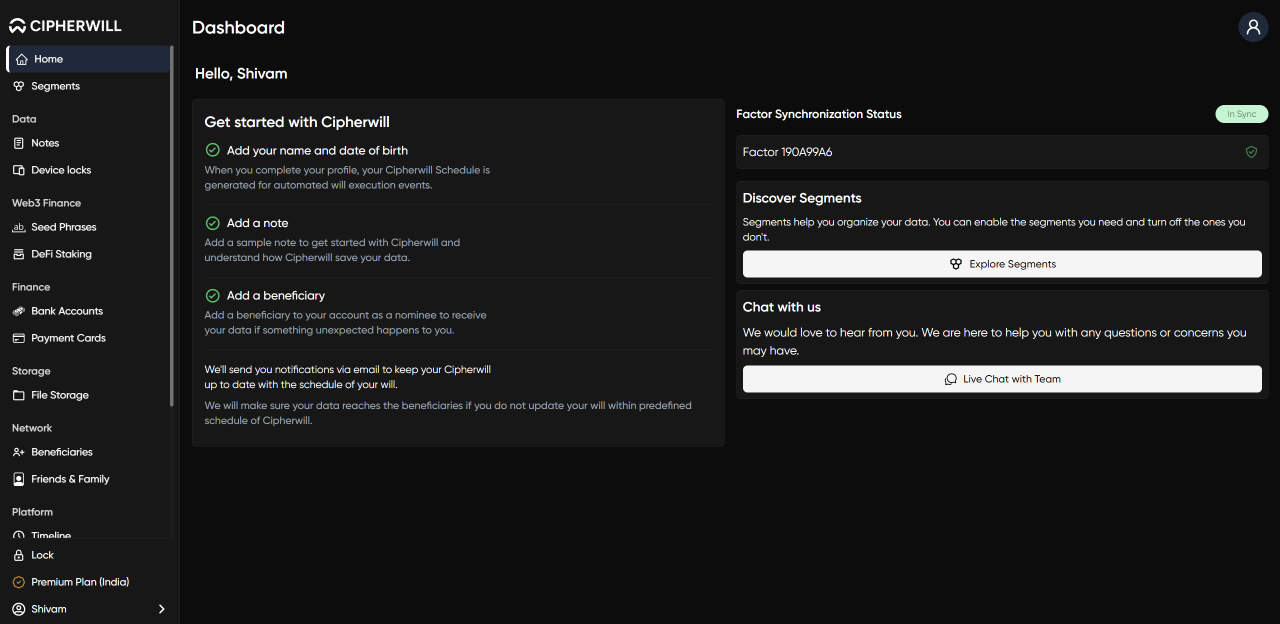 CIPHERWILL
Home
Segments
Data
Notes
Device locks
Web3 Finance
ab Seed Phrases
DeFi Staking
Finance
Bank Accounts
Payment Cards
Storage
File Storage
Network
Beneficiaries
Friends & Family
Platform
Timeline
Lock
Premium Plan (India)
Shivam
Dashboard
Hello, Shivam
Get started with Cipherwill
Add your name and date of birth
When you complete your profile, your Cipherwill Schedule is
generated for automated will execution events.
Add a note
Add a sample note to get started with Cipherwill and
understand how Cipherwill save your data.
Add a beneficiary
Add a beneficiary to your account as a nominee to receive
your data if something unexpected happens to you.
We'll send you notifications via email to keep your Cipherwill
up to date with the schedule of your will.
We will make sure your data reaches the beneficiaries if you do not update your will within predefined
schedule of Cipherwill.
Factor Synchronization Status
In Sync
Factor 190A99A6
Discover Segments
Segments help you organize your data. You can enable the segments you need and turn off the ones you
don't.
Explore Segments
Chat with us
We would love to hear from you. We are here to help you with any questions or concerns you
may have.
Live Chat with Team